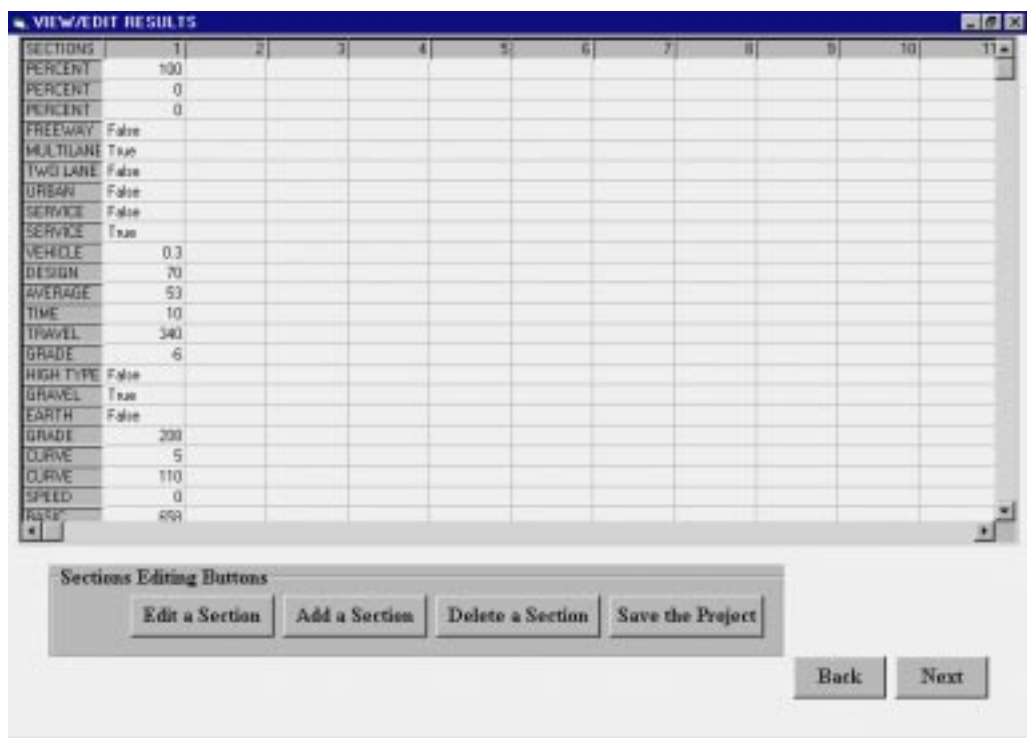 VIEW/EDIT RESULTS
SECTIONS 1 2 3 4 5 6 7 8 9 10 11
PERCENT 100
PERCENT 0
PERCENT 0
FREEWAY False
MULTILANE True
TWO LANE False
URBAN False
SERVICE False
SERVICE True
VEHICLE 0.3
DESIGN 70
AVERAGE 53
TIME 10
TRAVEL 340
GRADE -6
HIGH TYPE False
GRAVEL True
EARTH False
GRADE 208
CURVE 5
CURVE 110
SPEED 0
BASIC
Sections Editing Buttons
Edit a Section Add a Section Delete a Section Save the Project
Back Next